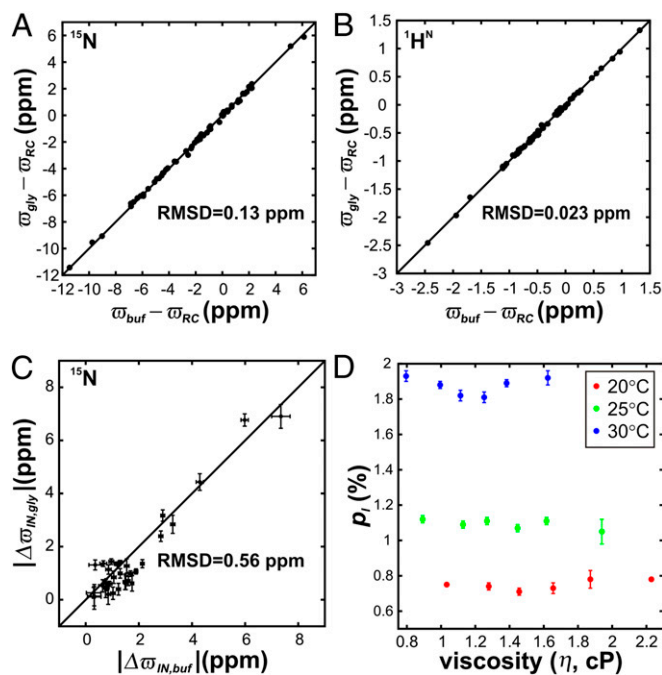 A
¹⁵N
6
4
2
0
-2
-4
-6
-8
-10
-12
ϖgly − ϖRC (ppm)
RMSD=0.13 ppm
-12 -10 -8 -6 -4 -2 0 2 4 6
ϖbuf − ϖRC (ppm)
B
¹Hᴺ
1.5
1
0.5
0
-0.5
-1
-1.5
-2
-2.5
-3
ϖgly − ϖRC (ppm)
RMSD=0.023 ppm
-3 -2.5 -2 -1.5 -1 -0.5 0 0.5 1 1.5
ϖbuf − ϖRC (ppm)
C
¹⁵N
8
6
4
2
0
|ΔϖIN,gly| (ppm)
RMSD=0.56 ppm
0 2 4 6 8
|ΔϖIN,buf|(ppm)
D
2
1.8
1.6
1.4
1.2
1
0.8
0.6
pI (%)
20°C
25°C
30°C
0.8 1 1.2 1.4 1.6 1.8 2 2.2
viscosity (η, cP)